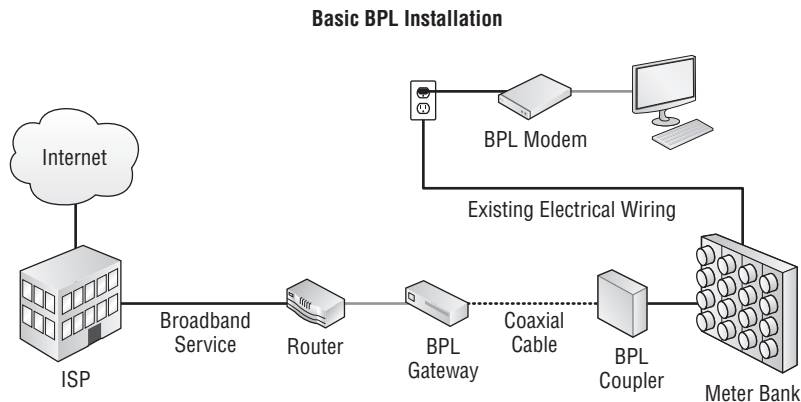 Basic BPL Installation
Internet
BPL Modem
Existing Electrical Wiring
Broadband
Service
Router
BPL
Gateway
Coaxial
Cable
BPL
Coupler
ISP
Meter Bank